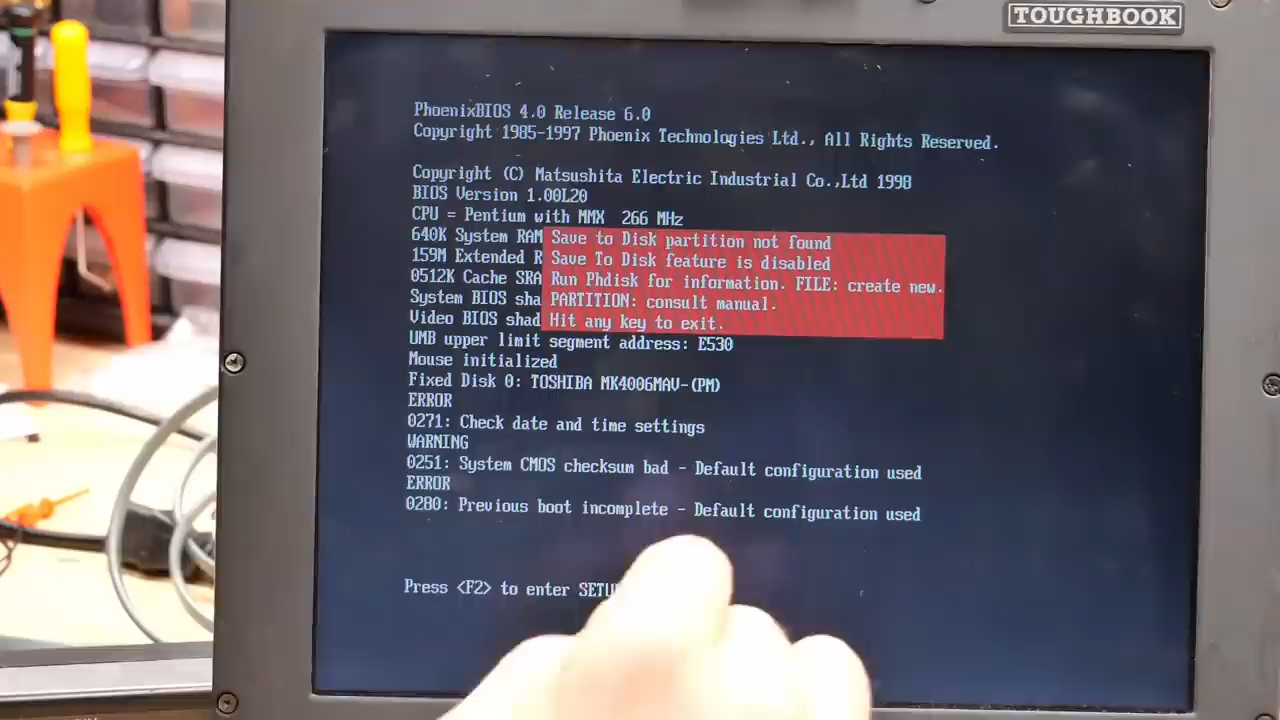 TOUGHBOOK
PhoenixBIOS 4.0 Release 6.0
Copyright 1985-1997 Phoenix Technologies Ltd., All Rights Reserved.
Copyright (C) Matsushita Electric Industrial Co.,Ltd 1998
BIOS Version 1.00L20
CPU = Pentium with MMX 266 MHz
640K System RAM
Save to Disk partition not found
159M Extended R
Save To Disk feature is disabled
0512K Cache SRA
Run Phdisk for information. FILE: create new.
System BIOS sha
PARTITION: consult manual.
Video BIOS shad
Hit any key to exit.
UMB upper limit segment address: E530
Mouse initialized
Fixed Disk 0: TOSHIBA MK4006MAV-(PM)
ERROR
0271: Check date and time settings
WARNING
0251: System CMOS checksum bad - Default configuration used
ERROR
0280: Previous boot incomplete - Default configuration used
Press <F2> to enter SETU